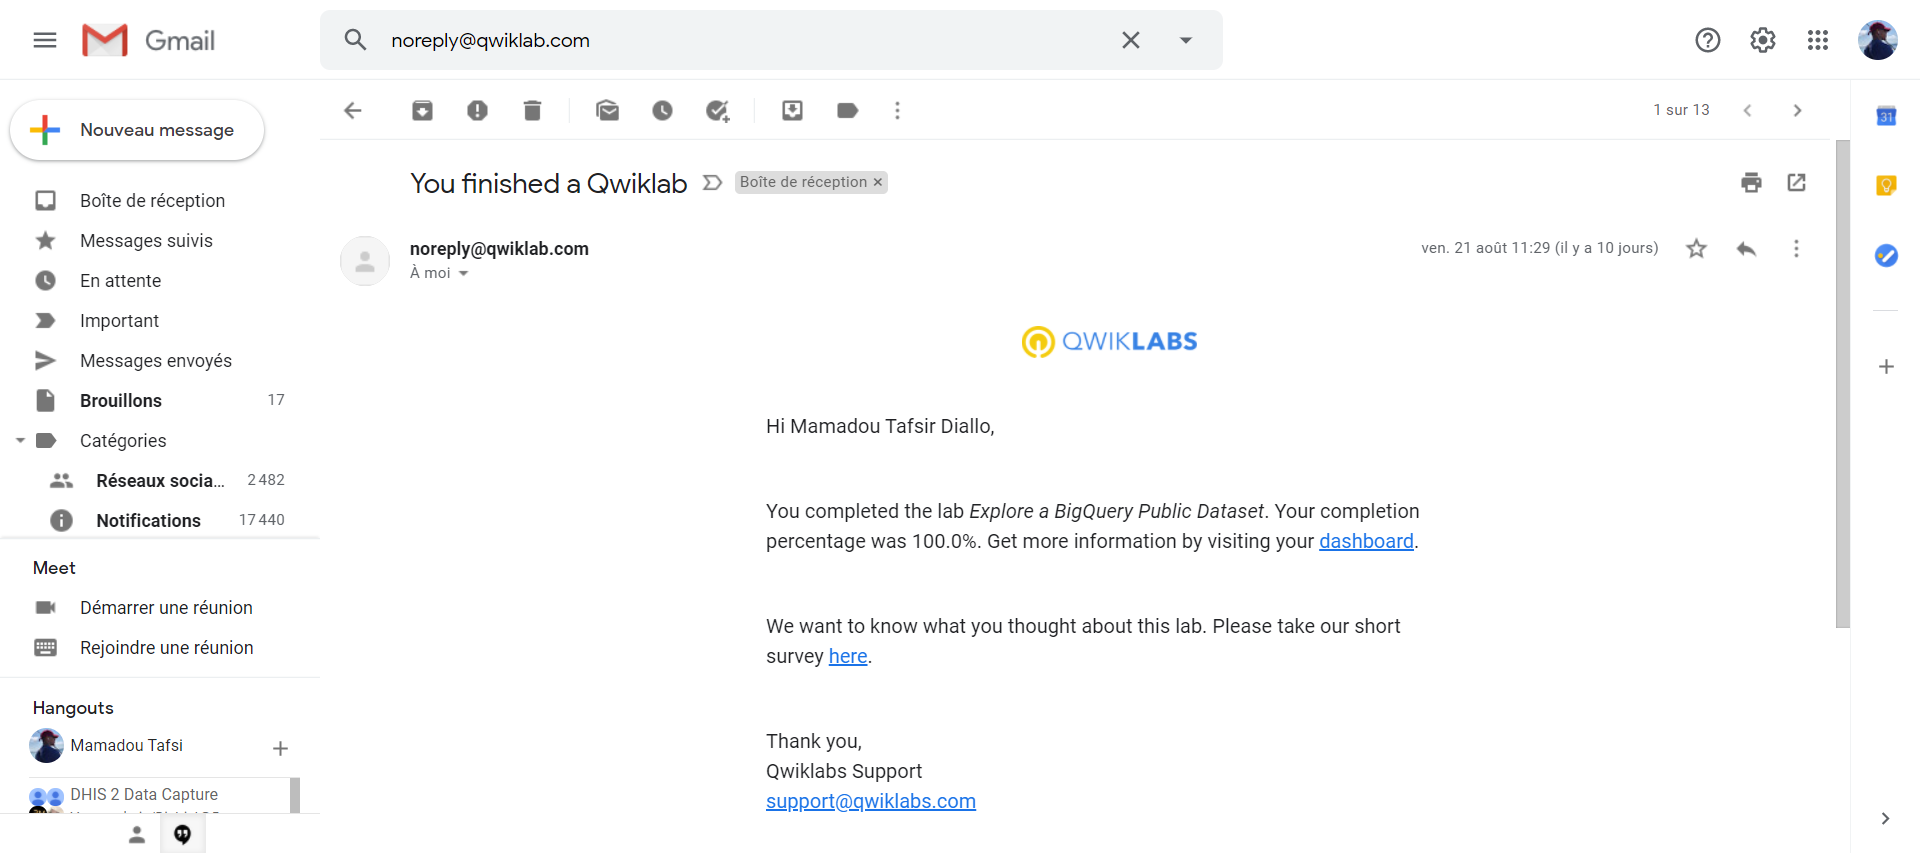 Gmail
noreply@qwiklab.com
Nouveau message
1 sur 13
Boîte de réception
Messages suivis
En attente
Important
Messages envoyés
Brouillons 17
Catégories
Réseaux socia... 2 482
Notifications 17 440
Meet
Démarrer une réunion
Rejoindre une réunion
Hangouts
Mamadou Tafsi
DHIS 2 Data Capture
You finished a Qwiklab
Boîte de réception
noreply@qwiklab.com
ven. 21 août 11:29 (il y a 10 jours)
À moi
QWIKLABS
Hi Mamadou Tafsir Diallo,
You completed the lab Explore a BigQuery Public Dataset. Your completion
percentage was 100.0%. Get more information by visiting your dashboard.
We want to know what you thought about this lab. Please take our short
survey here.
Thank you,
Qwiklabs Support
support@qwiklabs.com
31